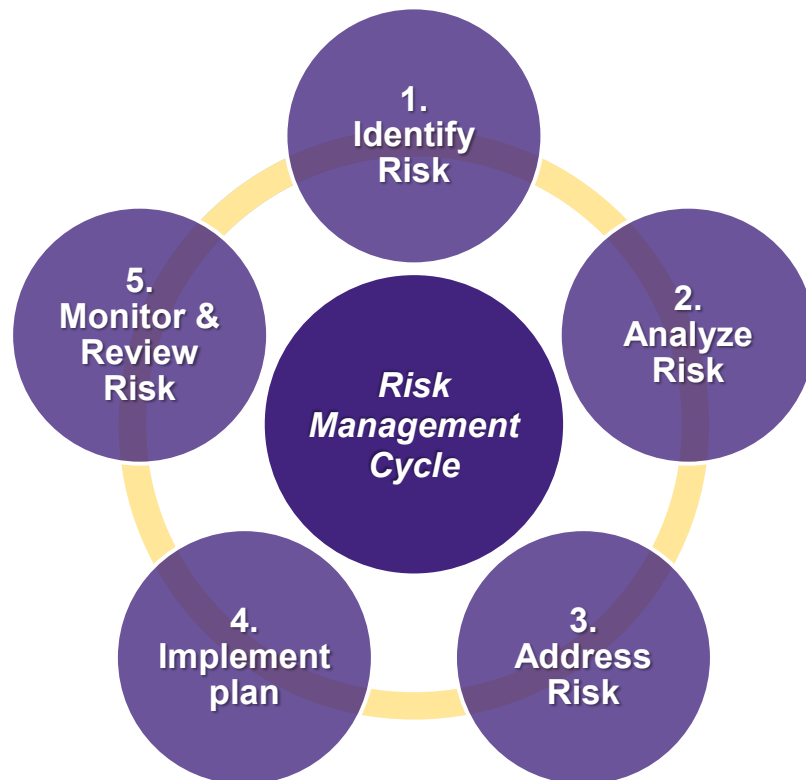 1.
Identify
Risk
2.
Analyze
Risk
3.
Address
Risk
4.
Implement
plan
5.
Monitor &
Review
Risk
Risk
Management
Cycle